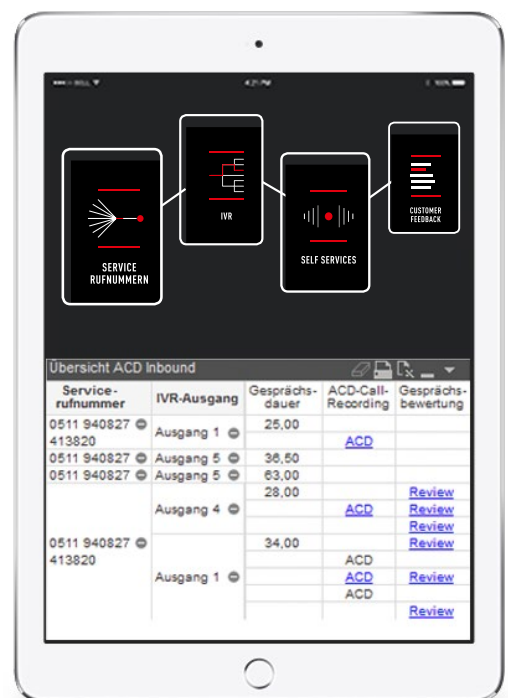 4:21 PM
SERVICE
RUFNUMMERN
IVR
SELF SERVICES
CUSTOMER
FEEDBACK
Übersicht ACD Inbound
Service-
rufnummer
IVR-Ausgang
Gesprächs-
dauer
ACD-Call-
Recording
Gesprächs-
bewertung
0511 940827
413820
Ausgang 1
25,00
ACD
0511 940827 Ausgang 5 36,50
0511 940827 Ausgang 5 63,00
28,00 Review
Ausgang 4 ACD Review
Review
0511 940827 34,00 Review
413820 ACD
Ausgang 1 ACD Review
ACD
Review